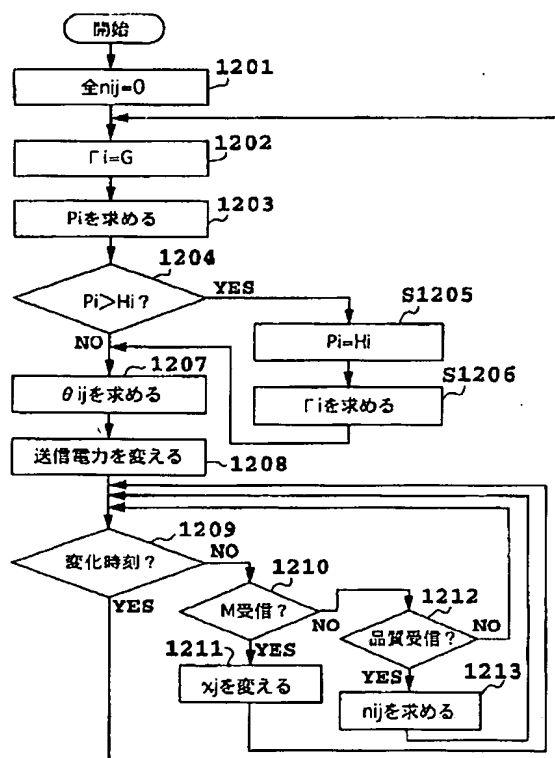 開始
1201
全nij=0
1202
Γi=G
1203
Piを求める
1204
Pi>Hi?
YES
NO
S1205
Pi=Hi
S1206
Γiを求める
1207
θijを求める
1208
送信電力を変える
1209
変化時刻?
NO
YES
1210
M受信?
NO
YES
1211
χjを変える
1212
品質受信?
NO
YES
1213
nijを求める